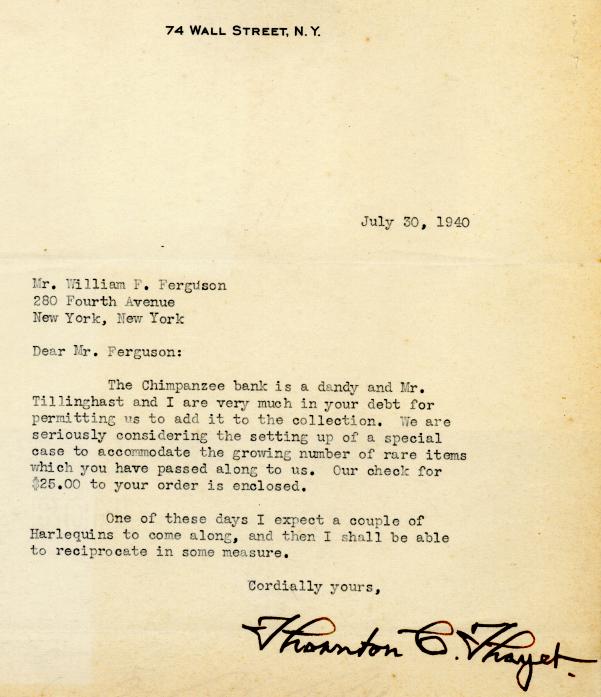 74 WALL STREET, N.Y.
July 30, 1940
Mr. William F. Ferguson
280 Fourth Avenue
New York, New York
Dear Mr. Ferguson:
The Chimpanzee bank is a dandy and Mr.
Tillinghast and I are very much in your debt for
permitting us to add it to the collection. We are
seriously considering the setting up of a special
case to accommodate the growing number of rare items
which you have passed along to us. Our check for
$25.00 to your order is enclosed.
One of these days I expect a couple of
Harlequins to come along, and then I shall be able
to reciprocate in some measure.
Cordially yours,
Thornton C. Thayer.